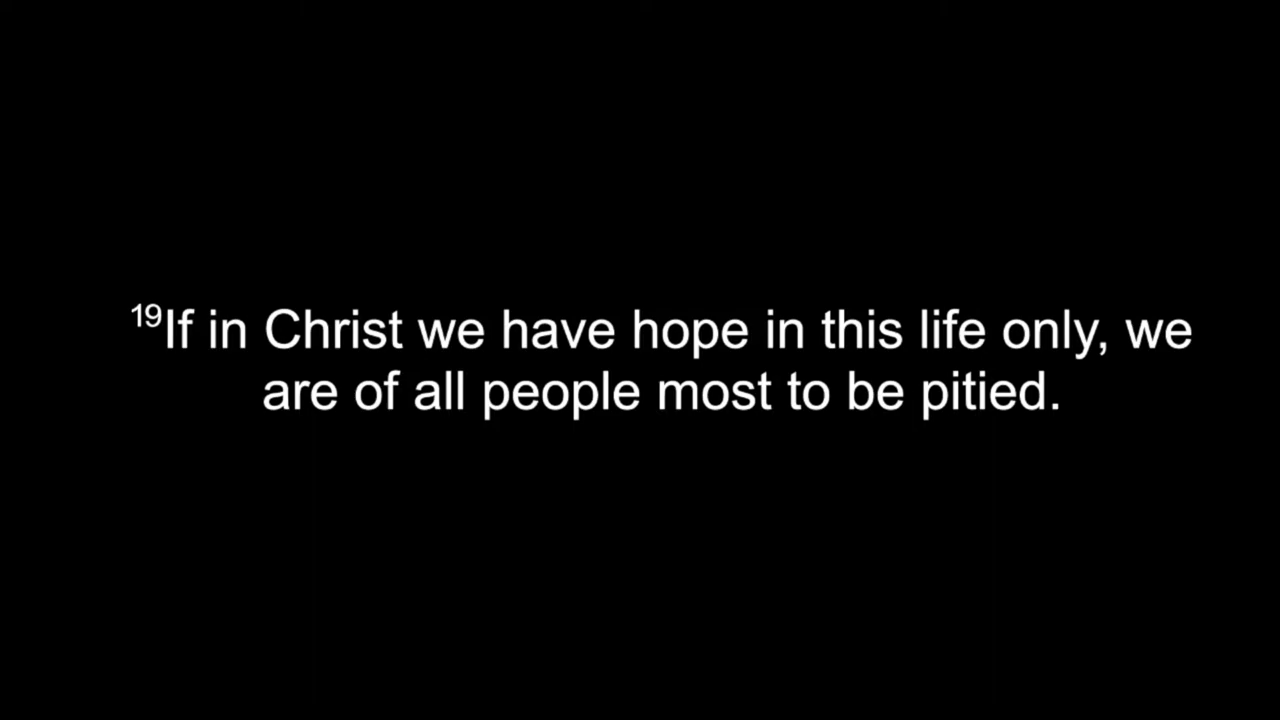 ¹⁹If in Christ we have hope in this life only, we
are of all people most to be pitied.